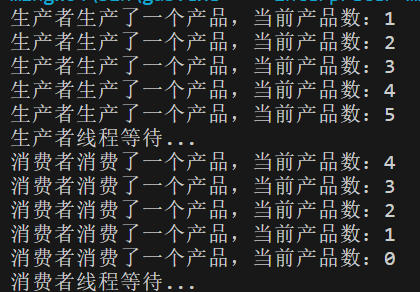 生产者生产了一个产品，当前产品数：1
生产者生产了一个产品，当前产品数：2
生产者生产了一个产品，当前产品数：3
生产者生产了一个产品，当前产品数：4
生产者生产了一个产品，当前产品数：5
生产者线程等待...
消费者消费了一个产品，当前产品数：4
消费者消费了一个产品，当前产品数：3
消费者消费了一个产品，当前产品数：2
消费者消费了一个产品，当前产品数：1
消费者消费了一个产品，当前产品数：0
消费者线程等待...